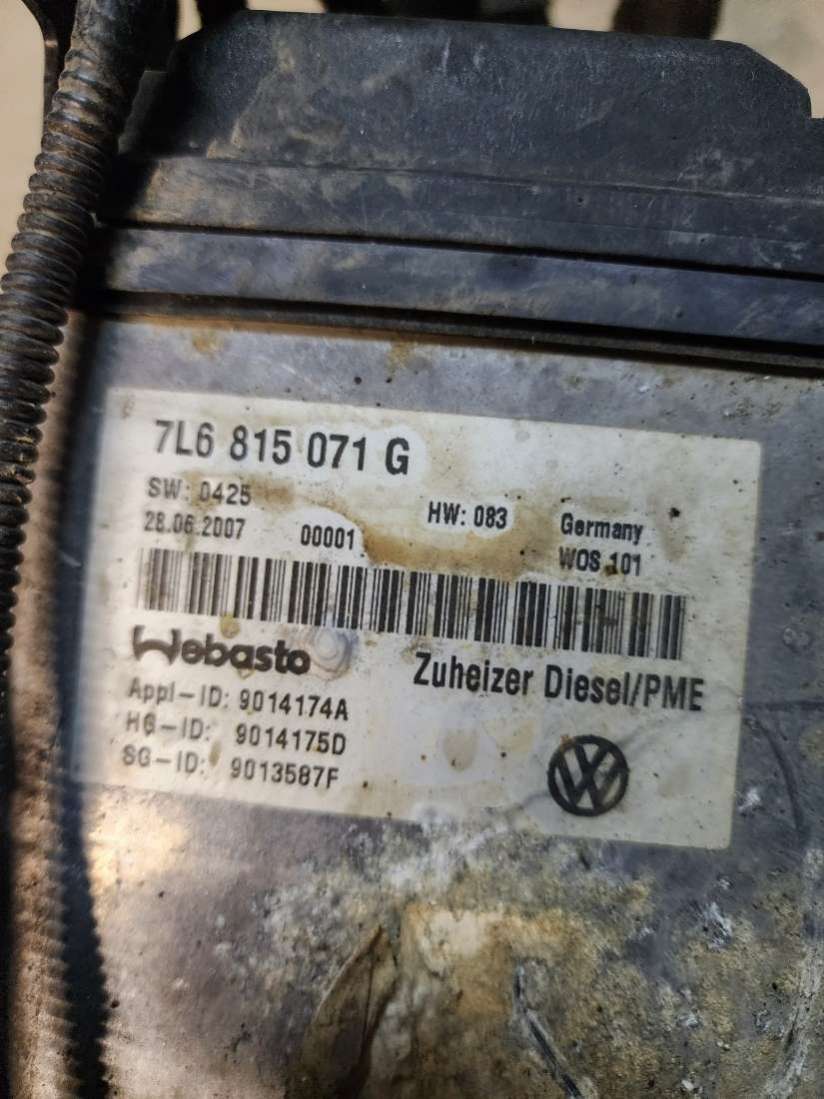 7L6 815 071 G
SW: 0425
HW: 083
Germany
28.06.2007
00001
WOS 101
Webasto
Zuheizer Diesel/PME
Appl-ID: 9014174A
HG-ID: 9014175D
SG-ID: 9013587F